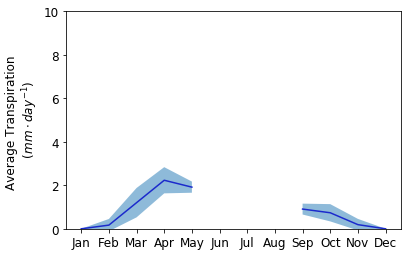 Average Transpiration
(mm · day⁻¹)
10
8
6
4
2
0
Jan Feb Mar Apr May Jun Jul Aug Sep Oct Nov Dec